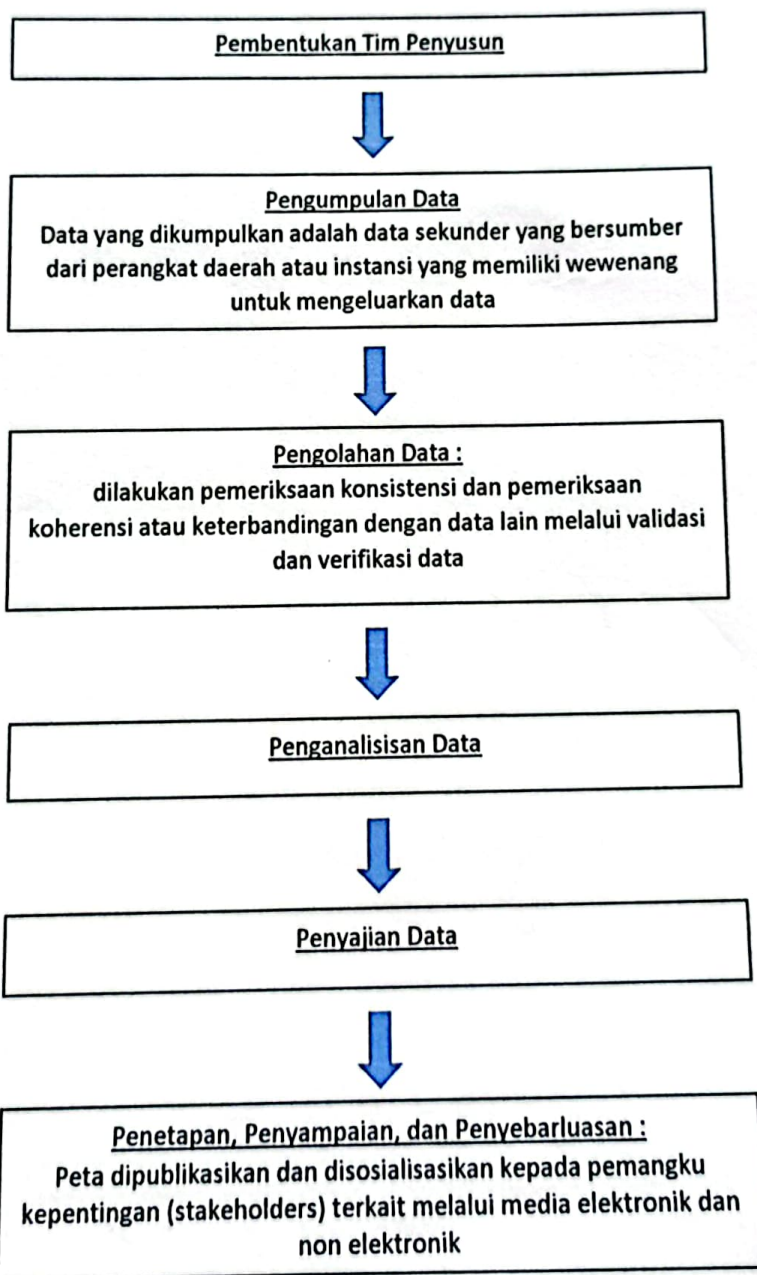 Pembentukan Tim Penyusun
Pengumpulan Data
Data yang dikumpulkan adalah data sekunder yang bersumber
dari perangkat daerah atau instansi yang memiliki wewenang
untuk mengeluarkan data
Pengolahan Data :
dilakukan pemeriksaan konsistensi dan pemeriksaan
koherensi atau keterbandingan dengan data lain melalui validasi
dan verifikasi data
Penganalisisan Data
Penyajian Data
Penetapan, Penyampaian, dan Penyebarluasan :
Peta dipublikasikan dan disosialisasikan kepada pemangku
kepentingan (stakeholders) terkait melalui media elektronik dan
non elektronik